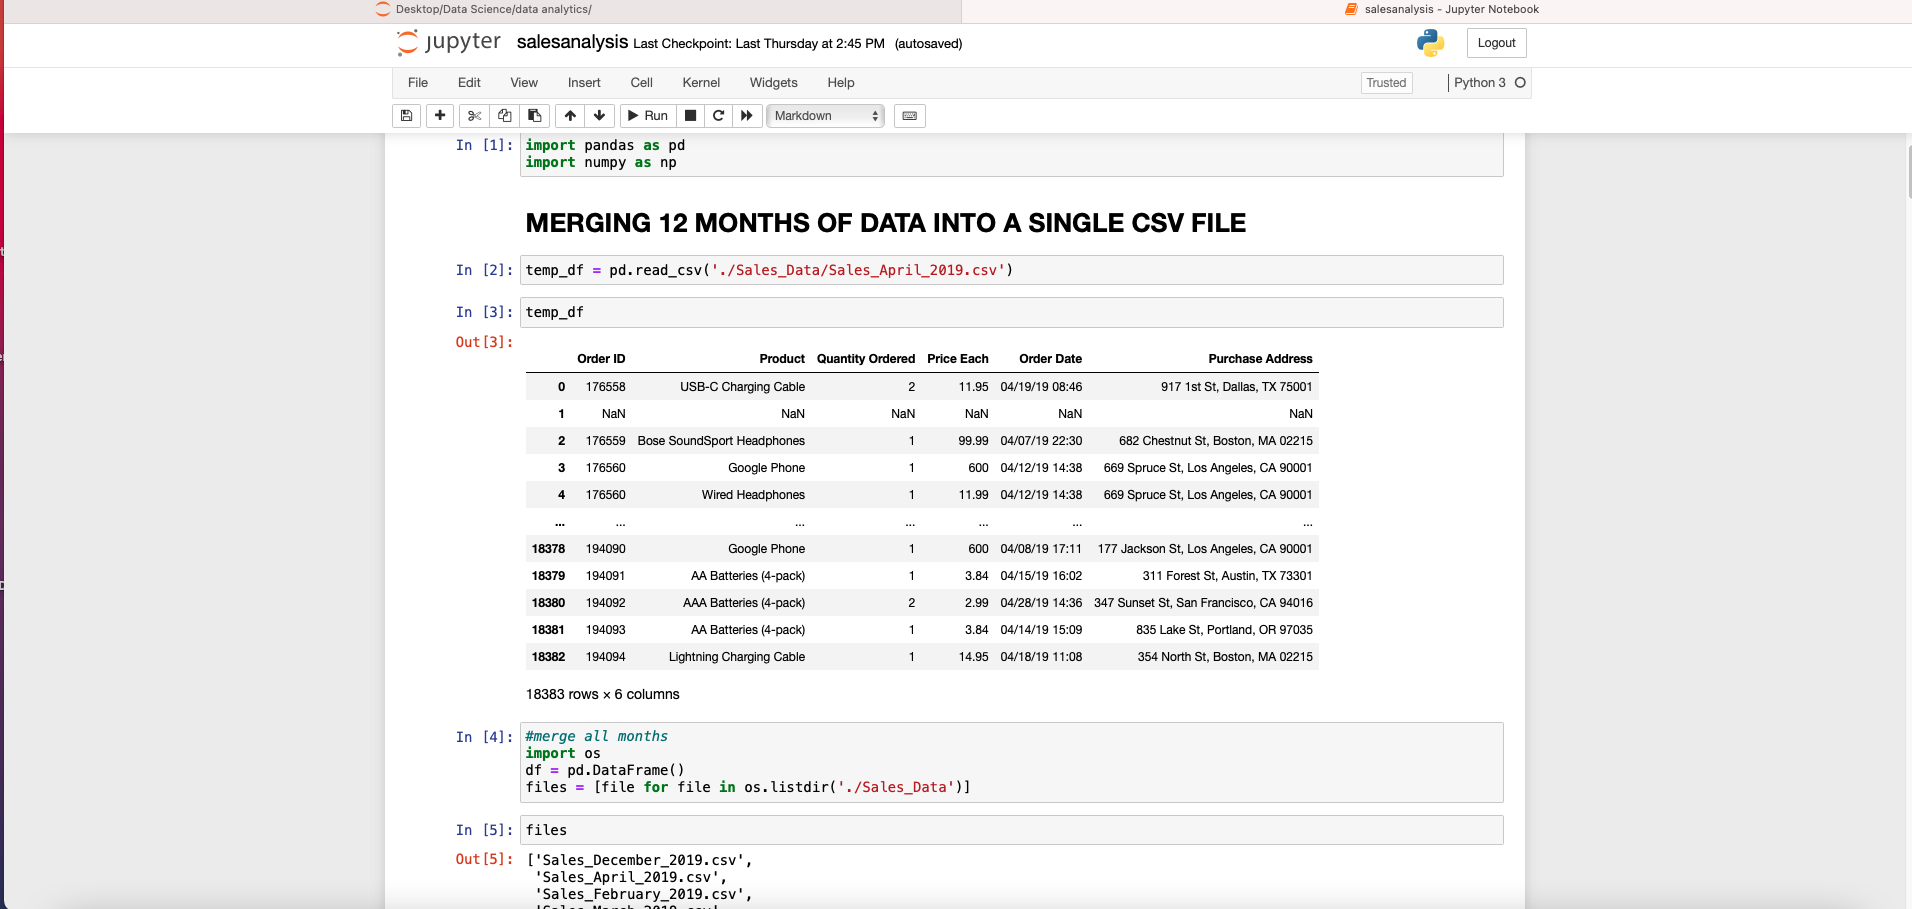 Desktop/Data Science/data analytics/
salesanalysis - Jupyter Notebook
jupyter salesanalysis Last Checkpoint: Last Thursday at 2:45 PM (autosaved)
Logout
File Edit View Insert Cell Kernel Widgets Help
Trusted
Python 3
Run
Markdown
In [1]: import pandas as pd
import numpy as np
MERGING 12 MONTHS OF DATA INTO A SINGLE CSV FILE
In [2]: temp_df = pd.read_csv('./Sales_Data/Sales_April_2019.csv')
In [3]: temp_df
Out[3]:
Order ID Product Quantity Ordered Price Each Order Date Purchase Address
0 176558 USB-C Charging Cable 2 11.95 04/19/19 08:46 917 1st St, Dallas, TX 75001
1 NaN NaN NaN NaN NaN NaN
2 176559 Bose SoundSport Headphones 1 99.99 04/07/19 22:30 682 Chestnut St, Boston, MA 02215
3 176560 Google Phone 1 600 04/12/19 14:38 669 Spruce St, Los Angeles, CA 90001
4 176560 Wired Headphones 1 11.99 04/12/19 14:38 669 Spruce St, Los Angeles, CA 90001
... ... ... ... ... ... ...
18378 194090 Google Phone 1 600 04/08/19 17:11 177 Jackson St, Los Angeles, CA 90001
18379 194091 AA Batteries (4-pack) 1 3.84 04/15/19 16:02 311 Forest St, Austin, TX 73301
18380 194092 AAA Batteries (4-pack) 2 2.99 04/28/19 14:36 347 Sunset St, San Francisco, CA 94016
18381 194093 AA Batteries (4-pack) 1 3.84 04/14/19 15:09 835 Lake St, Portland, OR 97035
18382 194094 Lightning Charging Cable 1 14.95 04/18/19 11:08 354 North St, Boston, MA 02215
18383 rows × 6 columns
In [4]: #merge all months
import os
df = pd.DataFrame()
files = [file for file in os.listdir('./Sales_Data')]
In [5]: files
Out[5]: ['Sales_December_2019.csv',
'Sales_April_2019.csv',
'Sales_February_2019.csv',